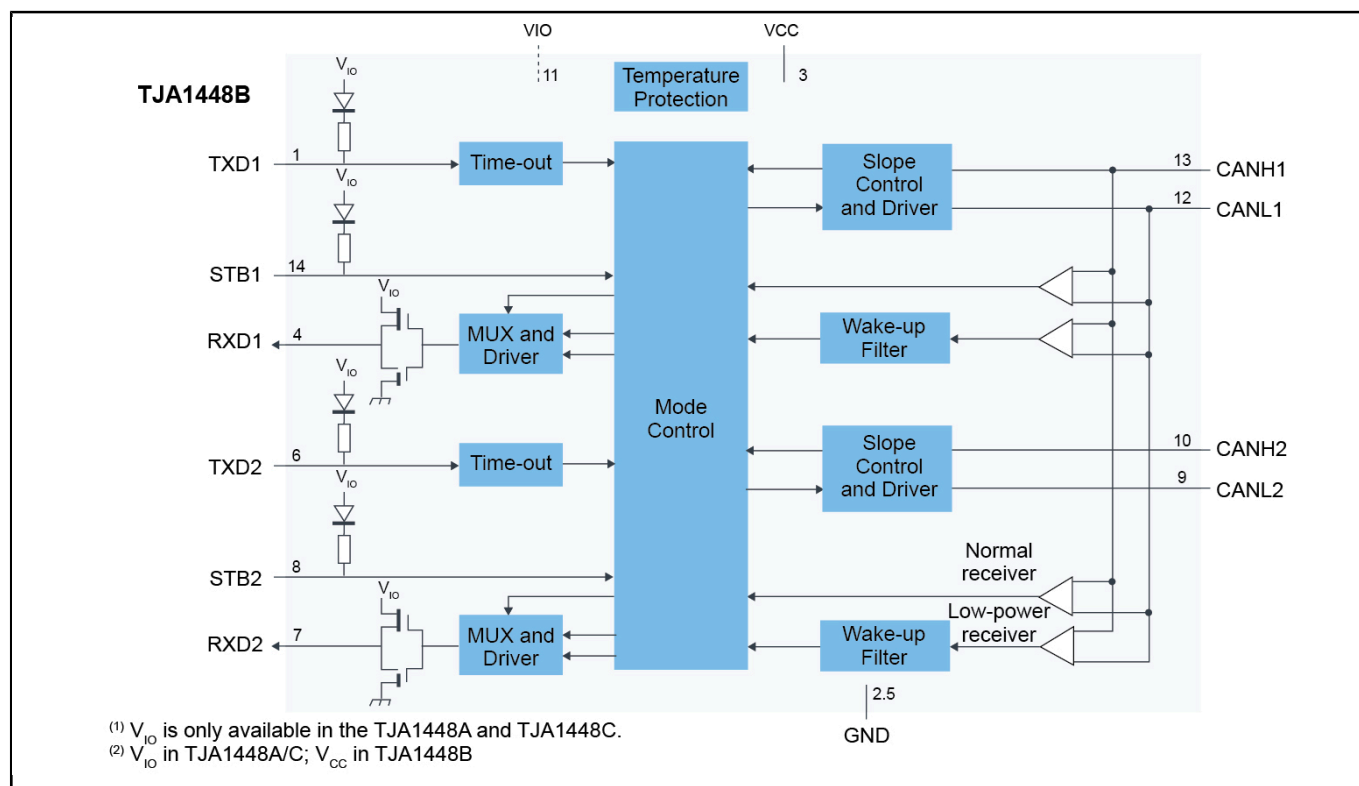 VIO
VCC
11
3
TJA1448B
Temperature
Protection
VIO
TXD1
1
Time-out
Slope
Control
and Driver
13
CANH1
12
CANL1
VIO
STB1
14
VIO
RXD1
4
MUX and
Driver
Wake-up
Filter
Mode
Control
VIO
TXD2
6
Time-out
Slope
Control
and Driver
10
CANH2
9
CANL2
VIO
STB2
8
Normal
receiver
VIO
RXD2
7
MUX and
Driver
Low-power
receiver
Wake-up
Filter
2.5
GND
(1) VIO is only available in the TJA1448A and TJA1448C.
(2) VIO in TJA1448A/C; VCC in TJA1448B